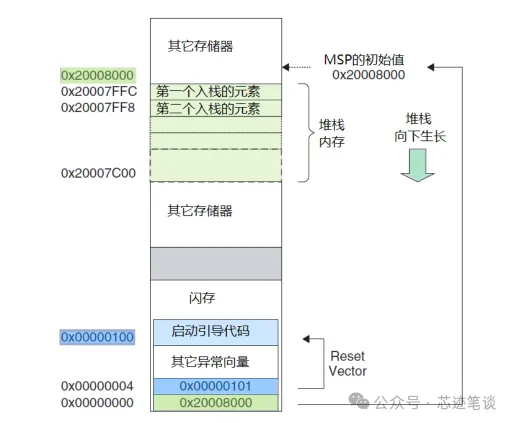 其它存储器
MSP的初始值
0x20008000
0x20008000
0x20007FFC
第一个入栈的元素
0x20007FF8
第二个入栈的元素
堆栈
内存
堆栈
向下生长
0x20007C00
其它存储器
闪存
0x00000100
启动引导代码
其它异常向量
Reset
Vector
0x00000004
0x00000101
0x00000000
0x20008000
公众号·芯迹笔谈